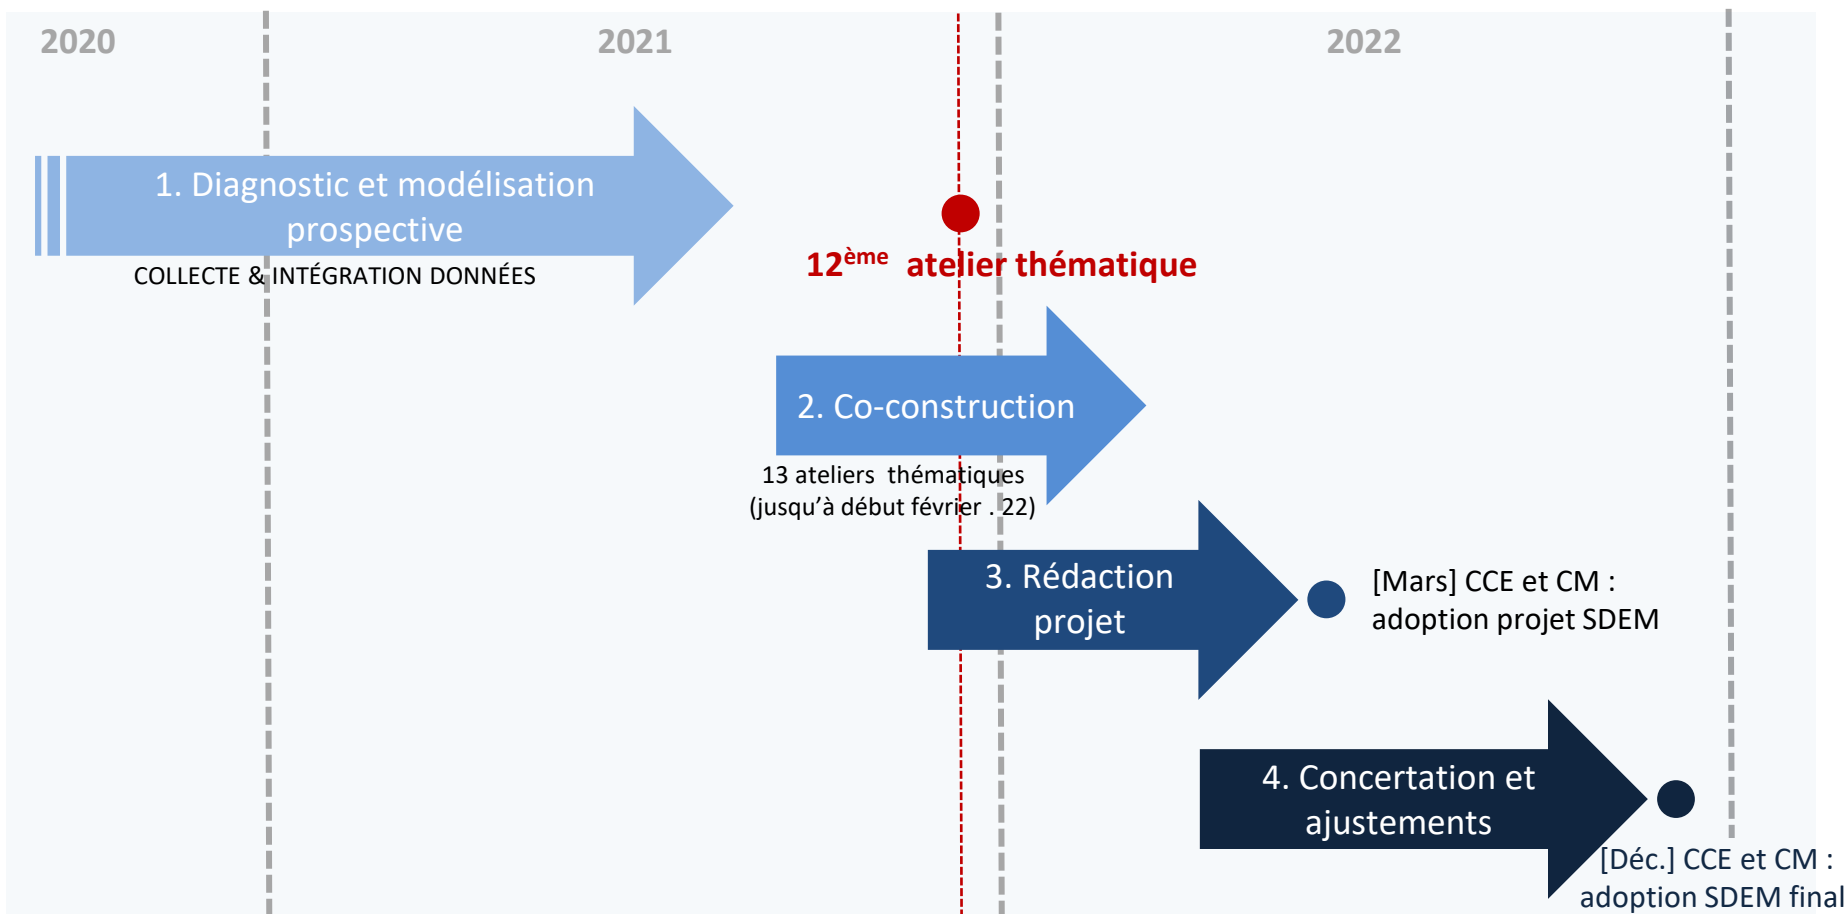 2020
2021
2022
1. Diagnostic et modélisation
prospective
COLLECTE & INTÉGRATION DONNÉES
12ème atelier thématique
2. Co-construction
13 ateliers thématiques
(jusqu’à début février . 22)
3. Rédaction
projet
[Mars] CCE et CM :
adoption projet SDEM
4. Concertation et
ajustements
[Déc.] CCE et CM :
adoption SDEM final